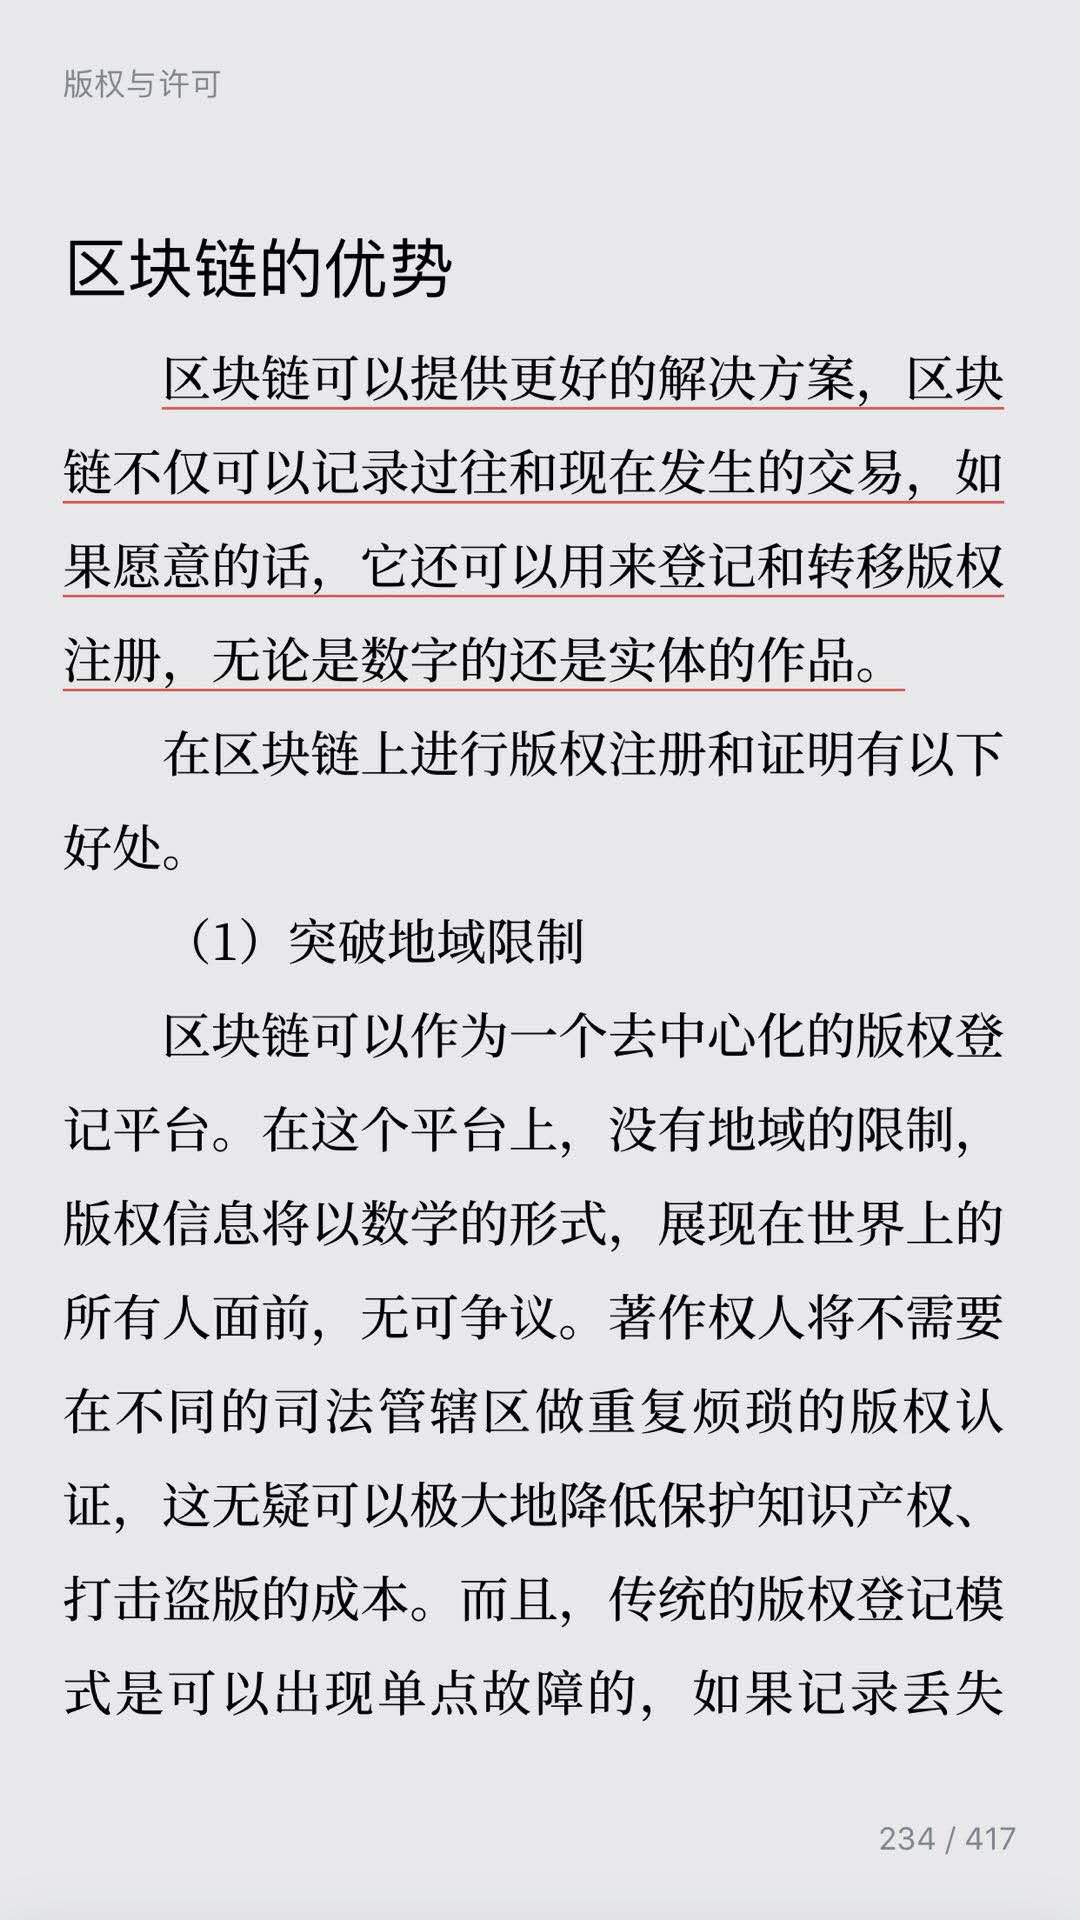 版权与许可
区块链的优势
区块链可以提供更好的解决方案，区块
链不仅可以记录过往和现在发生的交易，如
果愿意的话，它还可以用来登记和转移版权
注册，无论是数字的还是实体的作品。
在区块链上进行版权注册和证明有以下
好处。
（1）突破地域限制
区块链可以作为一个去中心化的版权登
记平台。在这个平台上，没有地域的限制，
版权信息将以数学的形式，展现在世界上的
所有人面前，无可争议。著作权人将不需要
在不同的司法管辖区做重复烦琐的版权认
证，这无疑可以极大地降低保护知识产权、
打击盗版的成本。而且，传统的版权登记模
式是可以出现单点故障的，如果记录丢失
234 / 417